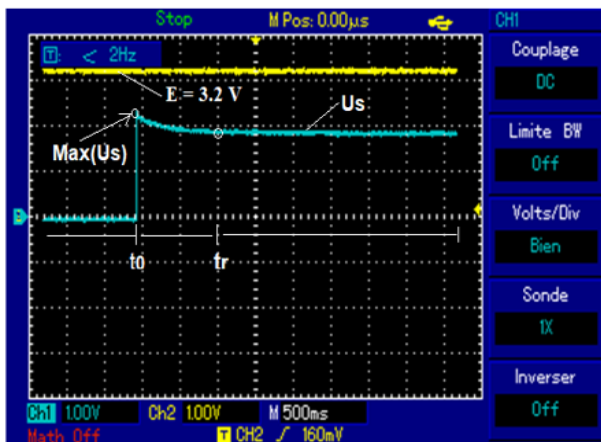 Stop M Pos: 0.00µs CH1
T: < 2Hz
Couplage
DC
E = 3.2 V
Us
Max(Us)
Limite BW
Off
Volts/Div
Bien
t0 tr
Sonde
1X
Inverser
Off
Ch1 1.00V Ch2 1.00V M 500ms
Math Off T CH2 160mV